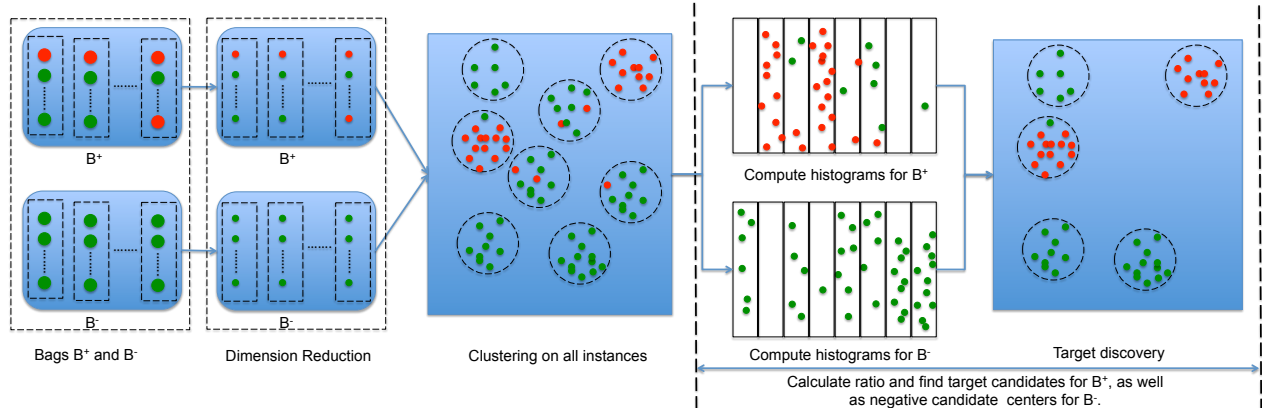 B⁺
B⁻
Bags B⁺ and B⁻
B⁺
B⁻
Dimension Reduction
Clustering on all instances
Compute histograms for B⁺
Compute histograms for B⁻
Target discovery
Calculate ratio and find target candidates for B⁺, as well
as negative candidate centers for B⁻.